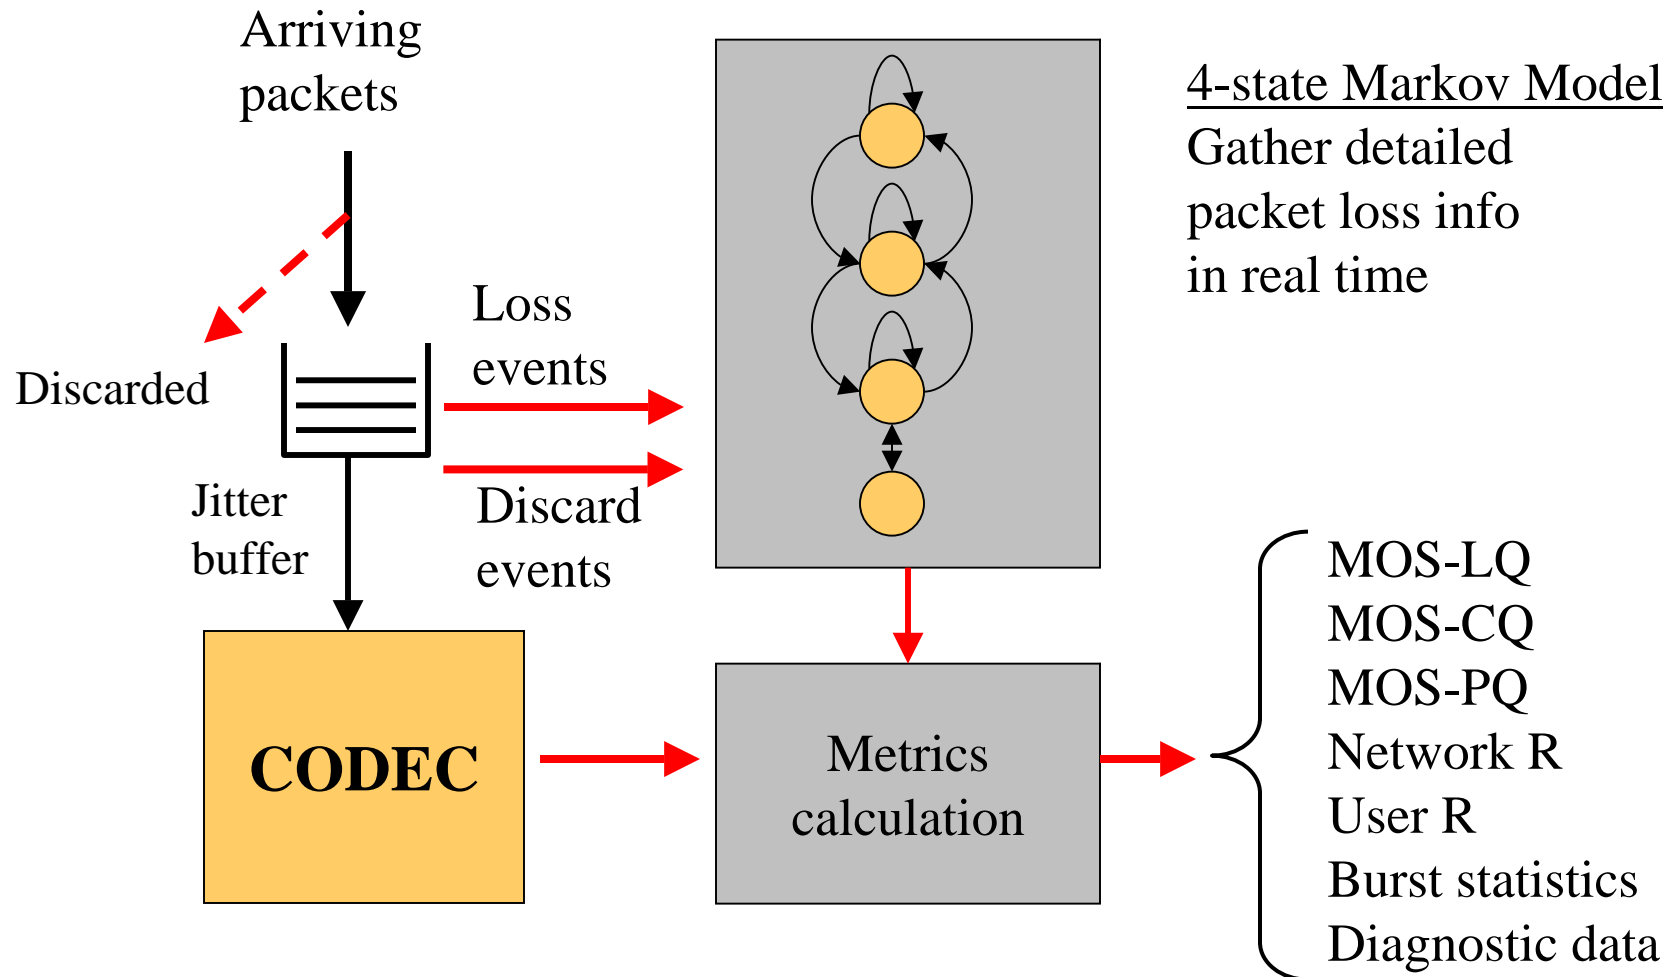 Arriving
packets
4-state Markov Model
Gather detailed
packet loss info
in real time
Loss
events
Discarded
Jitter
buffer
Discard
events
CODEC
Metrics
calculation
MOS-LQ
MOS-CQ
MOS-PQ
Network R
User R
Burst statistics
Diagnostic data